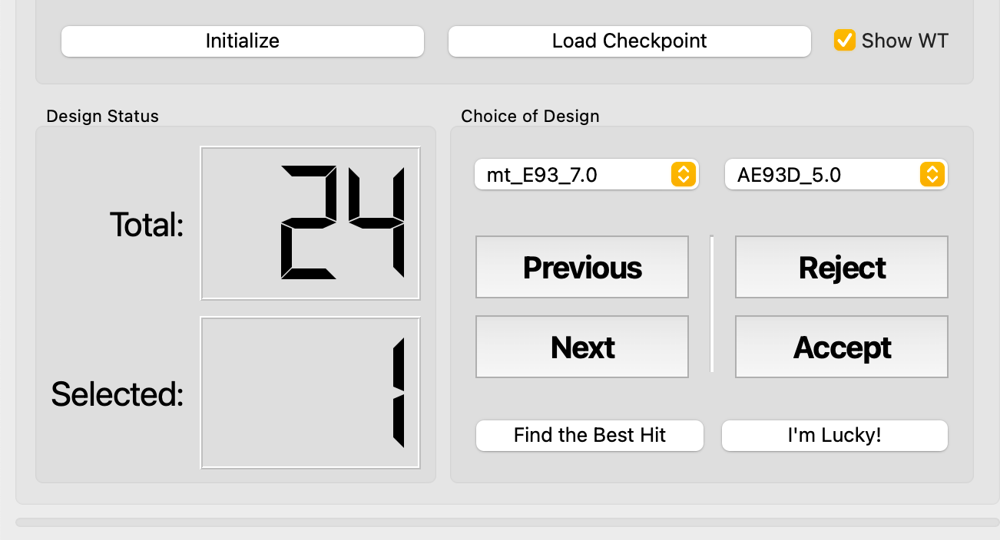 Initialize
Load Checkpoint
Show WT
Design Status
Total:
24
Selected:
1
Choice of Design
mt_E93_7.0
AE93D_5.0
Previous
Reject
Next
Accept
Find the Best Hit
I'm Lucky!